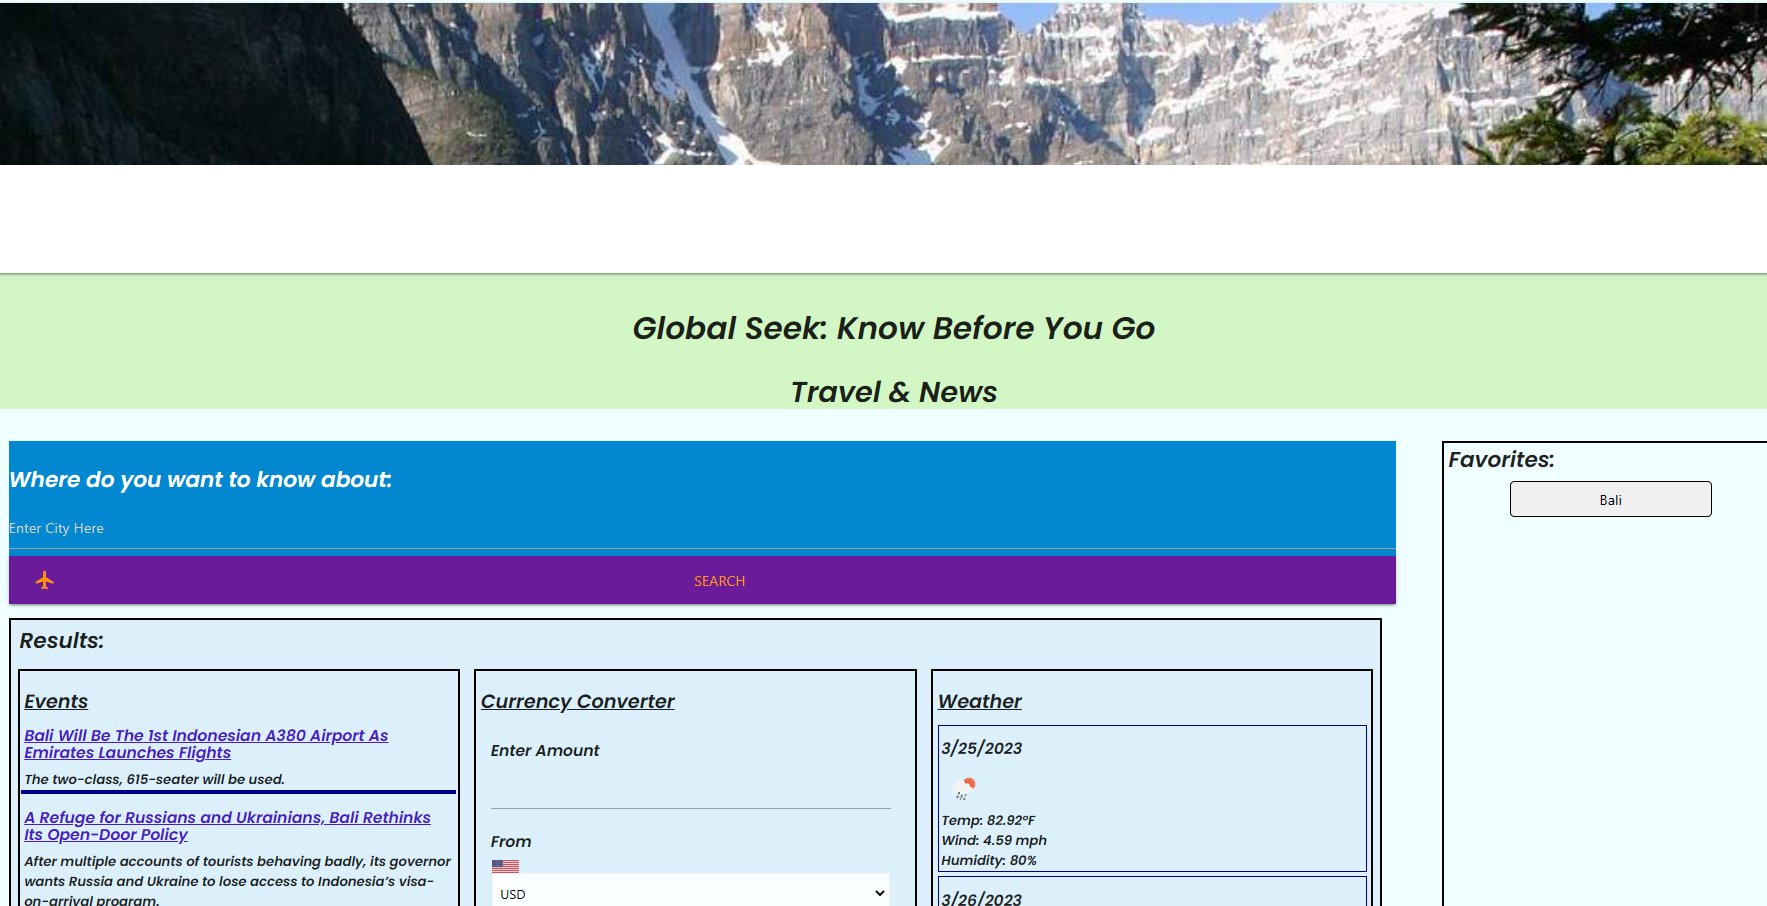 Global Seek: Know Before You Go
Travel & News
Where do you want to know about:
Enter City Here
SEARCH
Favorites:
Bali
Results:
Events
Bali Will Be The 1st Indonesian A380 Airport As
Emirates Launches Flights
The two-class, 615-seater will be used.
A Refuge for Russians and Ukrainians, Bali Rethinks
Its Open-Door Policy
After multiple accounts of tourists behaving badly, its governor
wants Russia and Ukraine to lose access to Indonesia’s visa-
on-arrival program.
Currency Converter
Enter Amount
From
USD
Weather
3/25/2023
Temp: 82.92°F
Wind: 4.59 mph
Humidity: 80%
3/26/2023